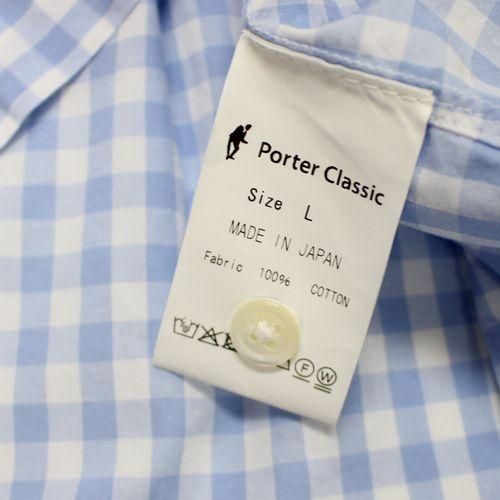 Porter Classic
Size L
MADE IN JAPAN
Fabric 100% COTTON
F W